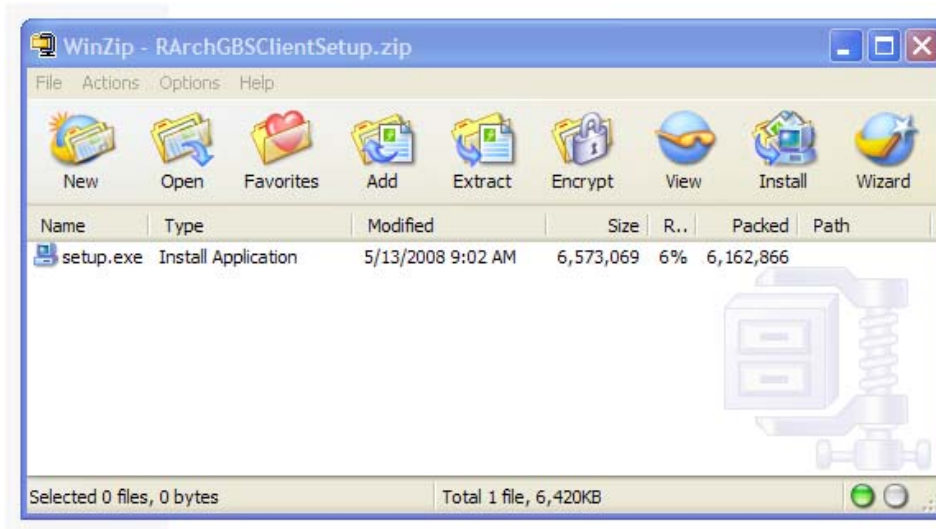 WinZip - RArchGBSClientSetup.zip
File Actions Options Help
New Open Favorites Add Extract Encrypt View Install Wizard
Name Type Modified Size R.. Packed Path
setup.exe Install Application 5/13/2008 9:02 AM 6,573,069 6% 6,162,866
Selected 0 files, 0 bytes Total 1 file, 6,420KB